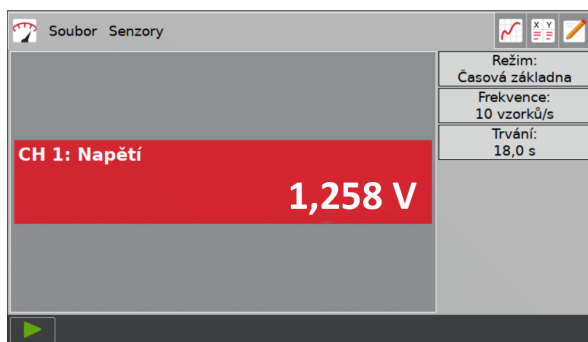 Soubor Senzory
X Y
Režim:
Časová základna
Frekvence:
10 vzorků/s
Trvání:
18,0 s
CH 1: Napětí
1,258 V